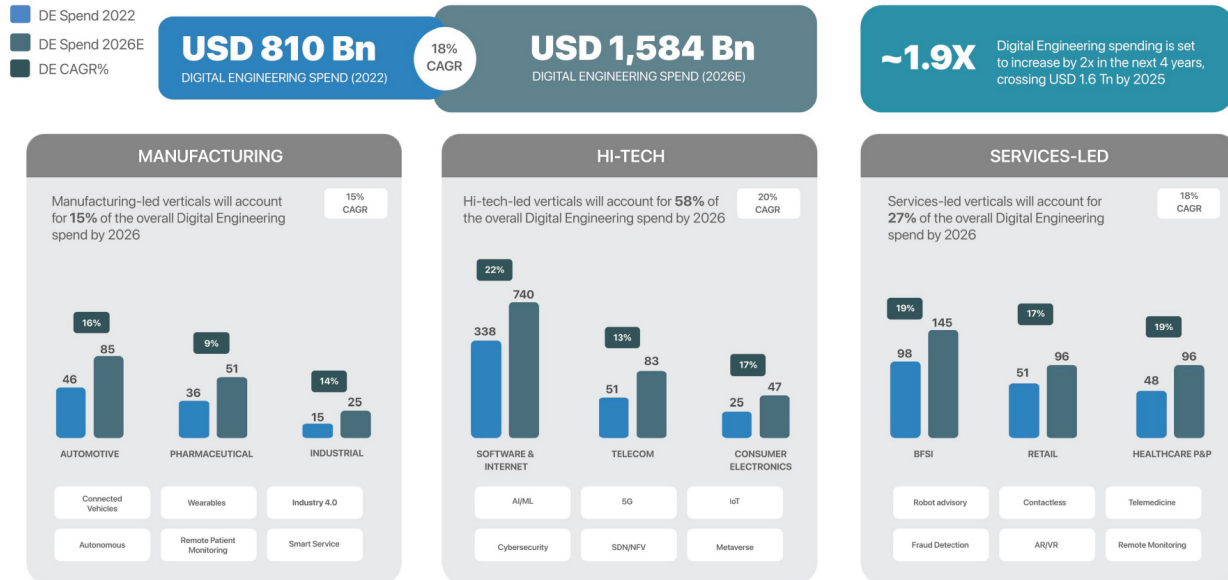 DE Spend 2022
DE Spend 2026E
DE CAGR%
USD 810 Bn
DIGITAL ENGINEERING SPEND (2022)
18%
CAGR
USD 1,584 Bn
DIGITAL ENGINEERING SPEND (2026E)
~1.9X
Digital Engineering spending is set
to increase by 2x in the next 4 years,
crossing USD 1.6 Tn by 2025
MANUFACTURING
Manufacturing-led verticals will account
for 15% of the overall Digital Engineering
spend by 2026
15%
CAGR
16%
46
85
AUTOMOTIVE
9%
36
51
PHARMACEUTICAL
14%
15
25
INDUSTRIAL
Connected
Vehicles
Wearables
Industry 4.0
Autonomous
Remote Patient
Monitoring
Smart Service
HI-TECH
Hi-tech-led verticals will account for 58% of
the overall Digital Engineering spend by 2026
20%
CAGR
22%
338
740
SOFTWARE &
INTERNET
13%
51
83
TELECOM
17%
25
47
CONSUMER
ELECTRONICS
AI/ML
5G
IoT
Cybersecurity
SDN/NFV
Metaverse
SERVICES-LED
Services-led verticals will account for
27% of the overall Digital Engineering
spend by 2026
18%
CAGR
19%
98
145
BFSI
17%
51
96
RETAIL
19%
48
96
HEALTHCARE P&P
Robot advisory
Contactless
Telemedicine
Fraud Detection
AR/VR
Remote Monitoring